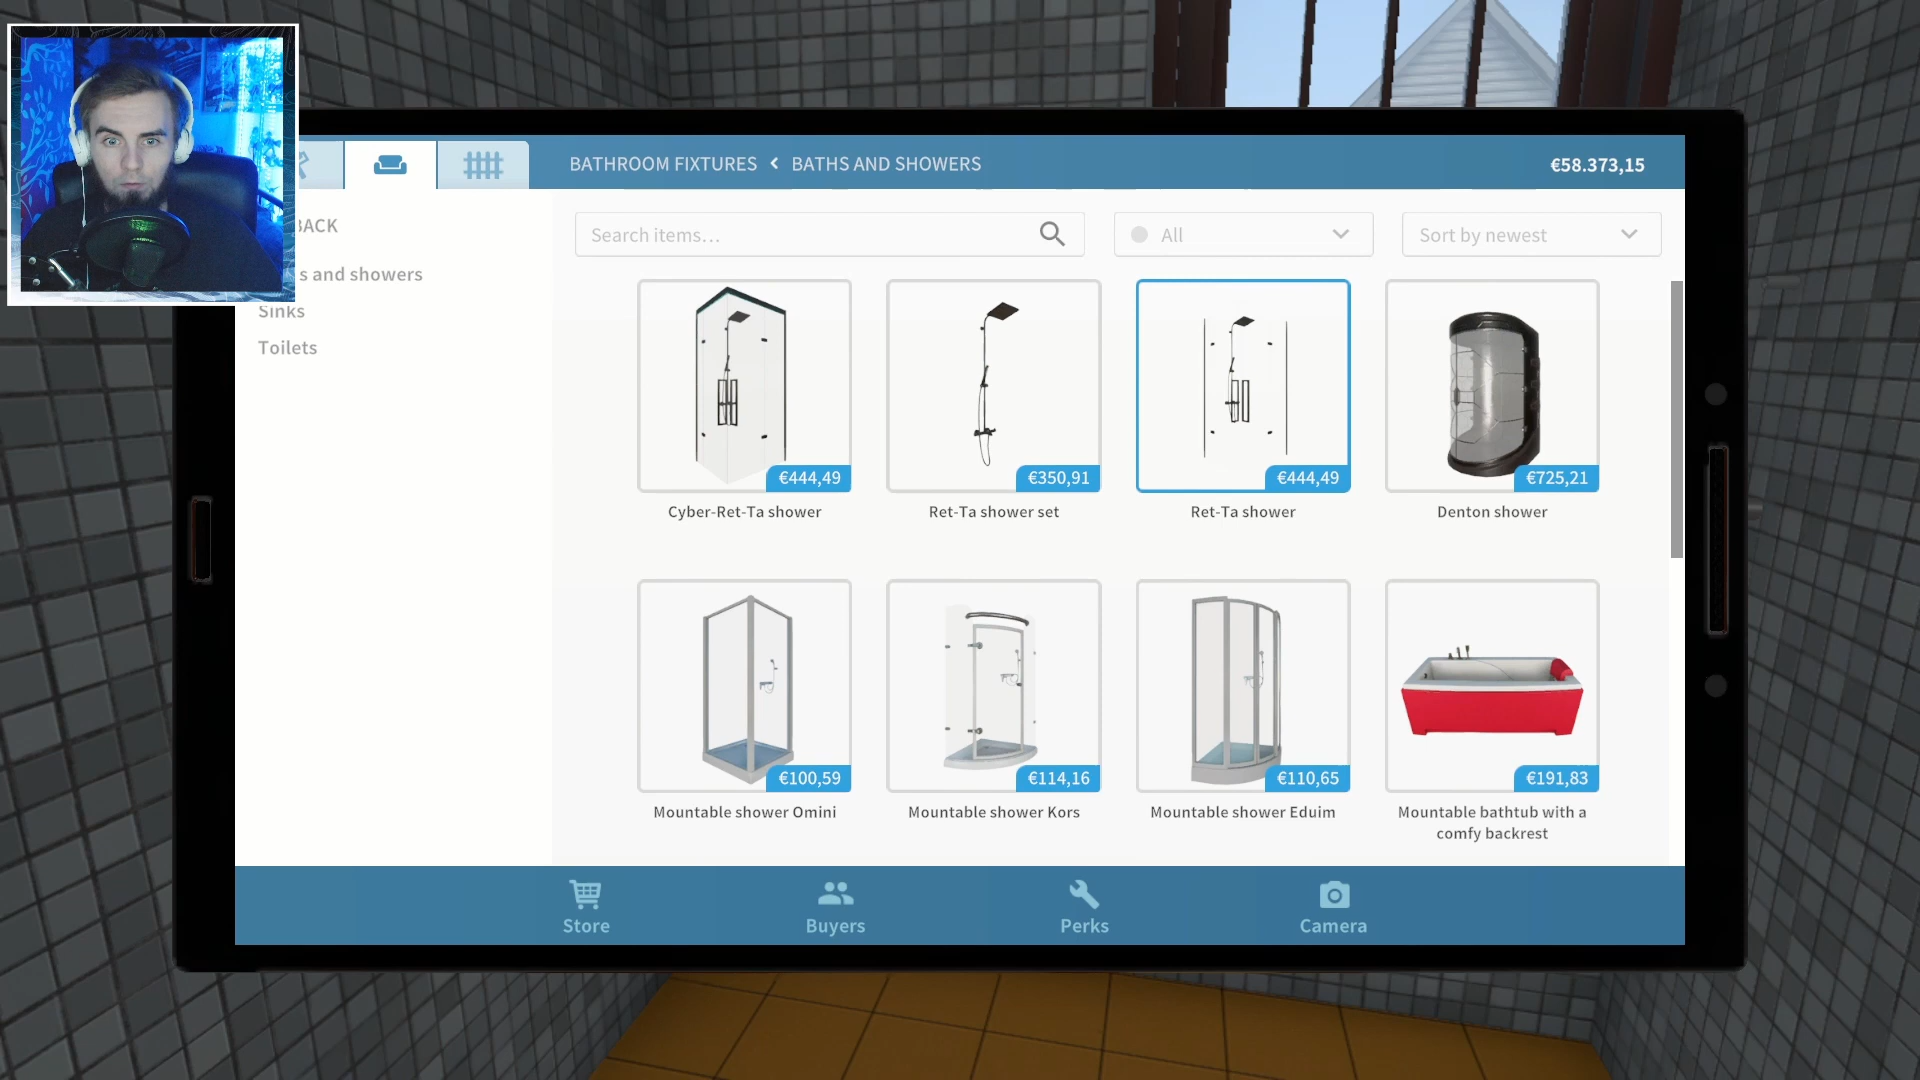 BATHROOM FIXTURES < BATHS AND SHOWERS
€58.373,15
BACK
s and showers
Sinks
Toilets
Search items...
All
Sort by newest
€444,49
€350,91
€444,49
€725,21
Cyber-Ret-Ta shower
Ret-Ta shower set
Ret-Ta shower
Denton shower
€100,59
€114,16
€110,65
€191,83
Mountable shower Omini
Mountable shower Kors
Mountable shower Eduim
Mountable bathtub with a
comfy backrest
Store
Buyers
Perks
Camera